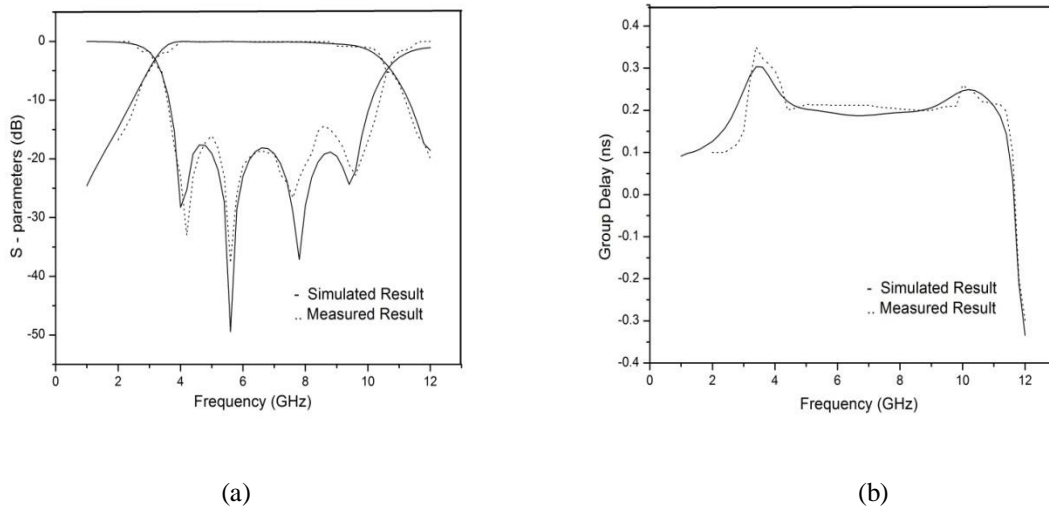 0
-10
-20
-30
-40
-50
S - parameters (dB)
- Simulated Result
.. Measured Result
0 2 4 6 8 10 12
Frequency (GHz)
(a)
0.4
0.3
0.2
0.1
0.0
-0.1
-0.2
-0.3
-0.4
Group Delay (ns)
- Simulated Result
.. Measured Result
0 2 4 6 8 10 12
Frequency (GHz)
(b)